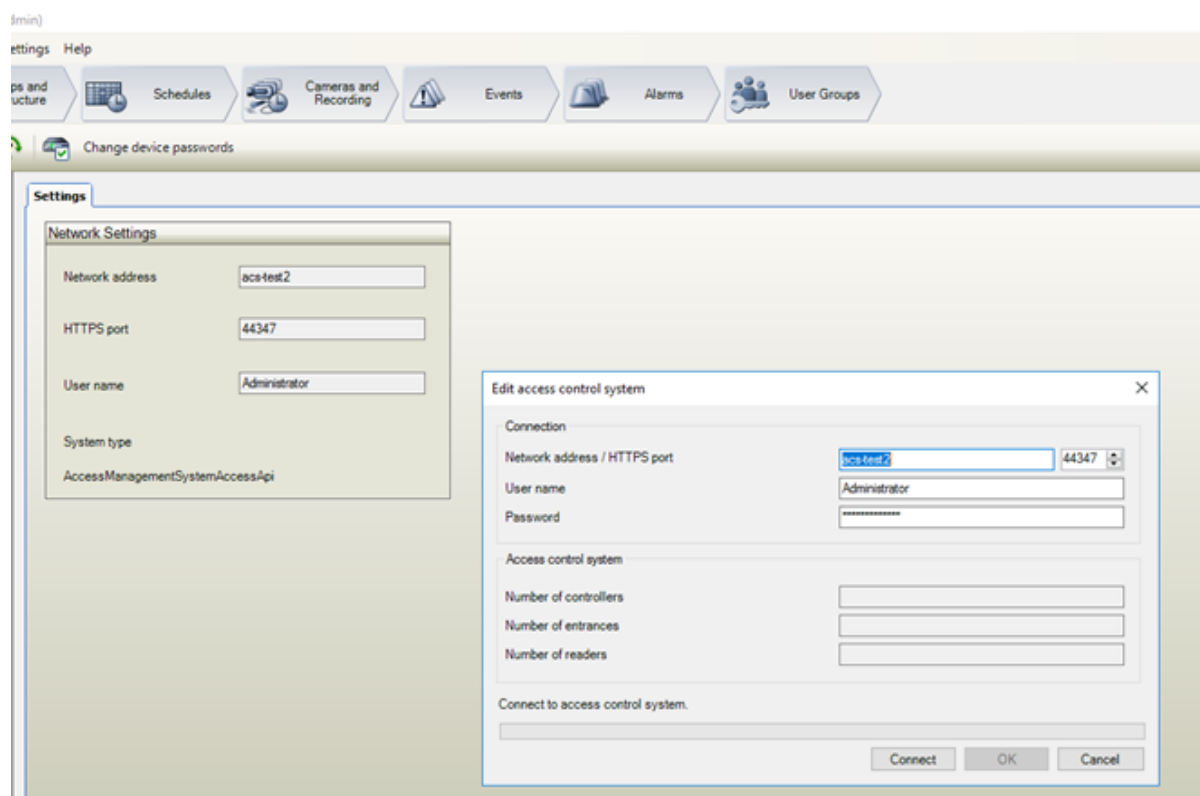 dmin)
ettings Help
ps and
ucture
Schedules
Cameras and
Recording
Events
Alarms
User Groups
Change device passwords
Settings
Network Settings
Network address acs-test2
HTTPS port 44347
User name Administrator
System type
AccessManagementSystemAccessApi
Edit access control system
Connection
Network address / HTTPS port acs-test2 44347
User name Administrator
Password **************
Access control system
Number of controllers
Number of entrances
Number of readers
Connect to access control system.
Connect OK Cancel